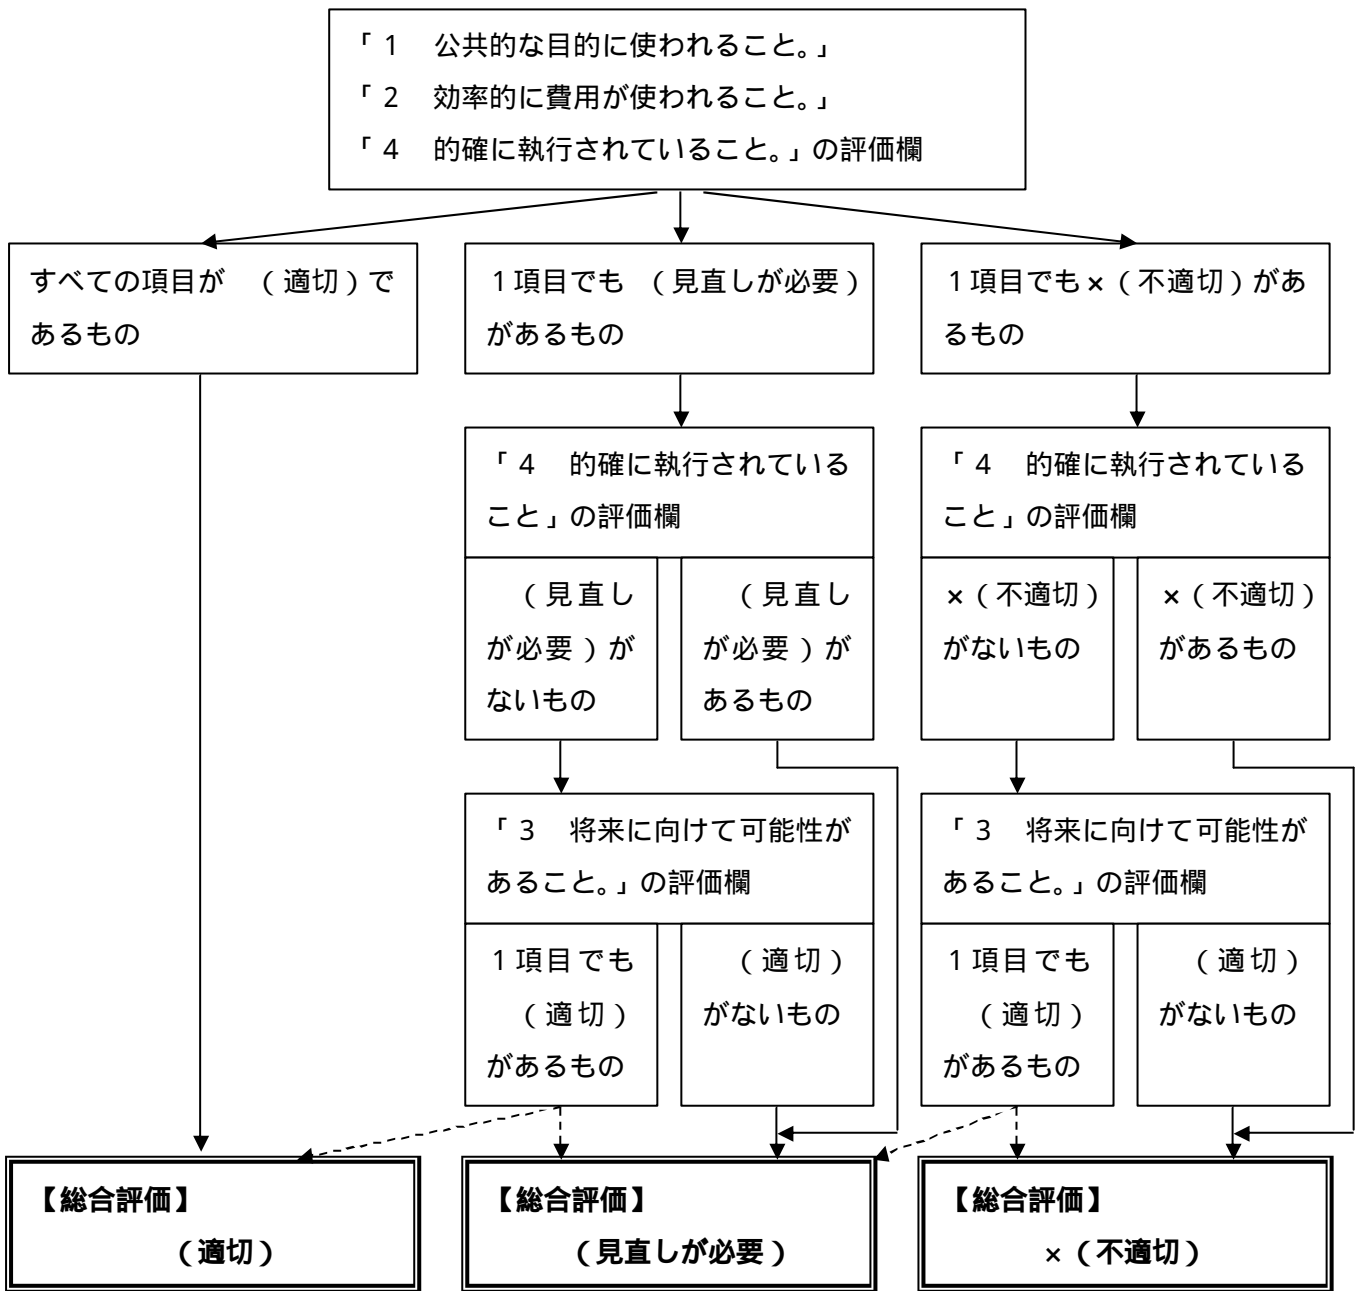 「１　公共的な目的に使われること。」
「２　効率的に費用が使われること。」
「４　的確に執行されていること。」の評価欄
すべての項目が　（適切）で
あるもの
１項目でも　（見直しが必要）
があるもの
１項目でも×（不適切）があ
るもの
「４　的確に執行されている
こと」の評価欄
「４　的確に執行されている
こと」の評価欄
（見直し
が必要）が
ないもの
（見直し
が必要）が
あるもの
×（不適切）
がないもの
×（不適切）
があるもの
「３　将来に向けて可能性が
あること。」の評価欄
「３　将来に向けて可能性が
あること。」の評価欄
１項目でも
（適切）
があるもの
（適切）
がないもの
１項目でも
（適切）
があるもの
（適切）
がないもの
【総合評価】
（適切）
【総合評価】
（見直しが必要）
【総合評価】
×（不適切）